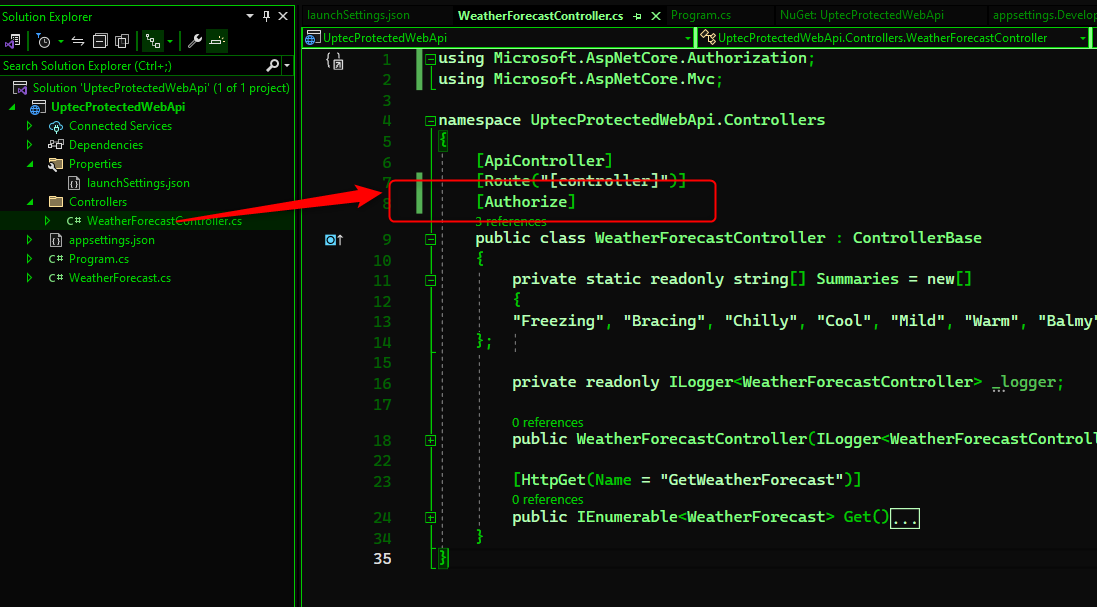 Solution Explorer
Search Solution Explorer (Ctrl+;)
Solution 'UptecProtectedWebApi' (1 of 1 project)
UptecProtectedWebApi
Connected Services
Dependencies
Properties
launchSettings.json
Controllers
C# WeatherForecastController.cs
appsettings.json
C# Program.cs
C# WeatherForecast.cs
launchSettings.json WeatherForecastController.cs Program.cs NuGet: UptecProtectedWebApi appsettings.Develop
UptecProtectedWebApi UptecProtectedWebApi.Controllers.WeatherForecastController
1 using Microsoft.AspNetCore.Authorization;
2 using Microsoft.AspNetCore.Mvc;
3
4 namespace UptecProtectedWebApi.Controllers
5 {
6 [ApiController]
7 [Route("[controller]")]
8 [Authorize]
3 references
9 public class WeatherForecastController : ControllerBase
10 {
11 private static readonly string[] Summaries = new[]
12 {
13 "Freezing", "Bracing", "Chilly", "Cool", "Mild", "Warm", "Balmy"
14 };
15
16 private readonly ILogger<WeatherForecastController> _logger;
17
0 references
18 public WeatherForecastController(ILogger<WeatherForecastControll
22
23 [HttpGet(Name = "GetWeatherForecast")]
0 references
24 public IEnumerable<WeatherForecast> Get()...
34 }
35 }